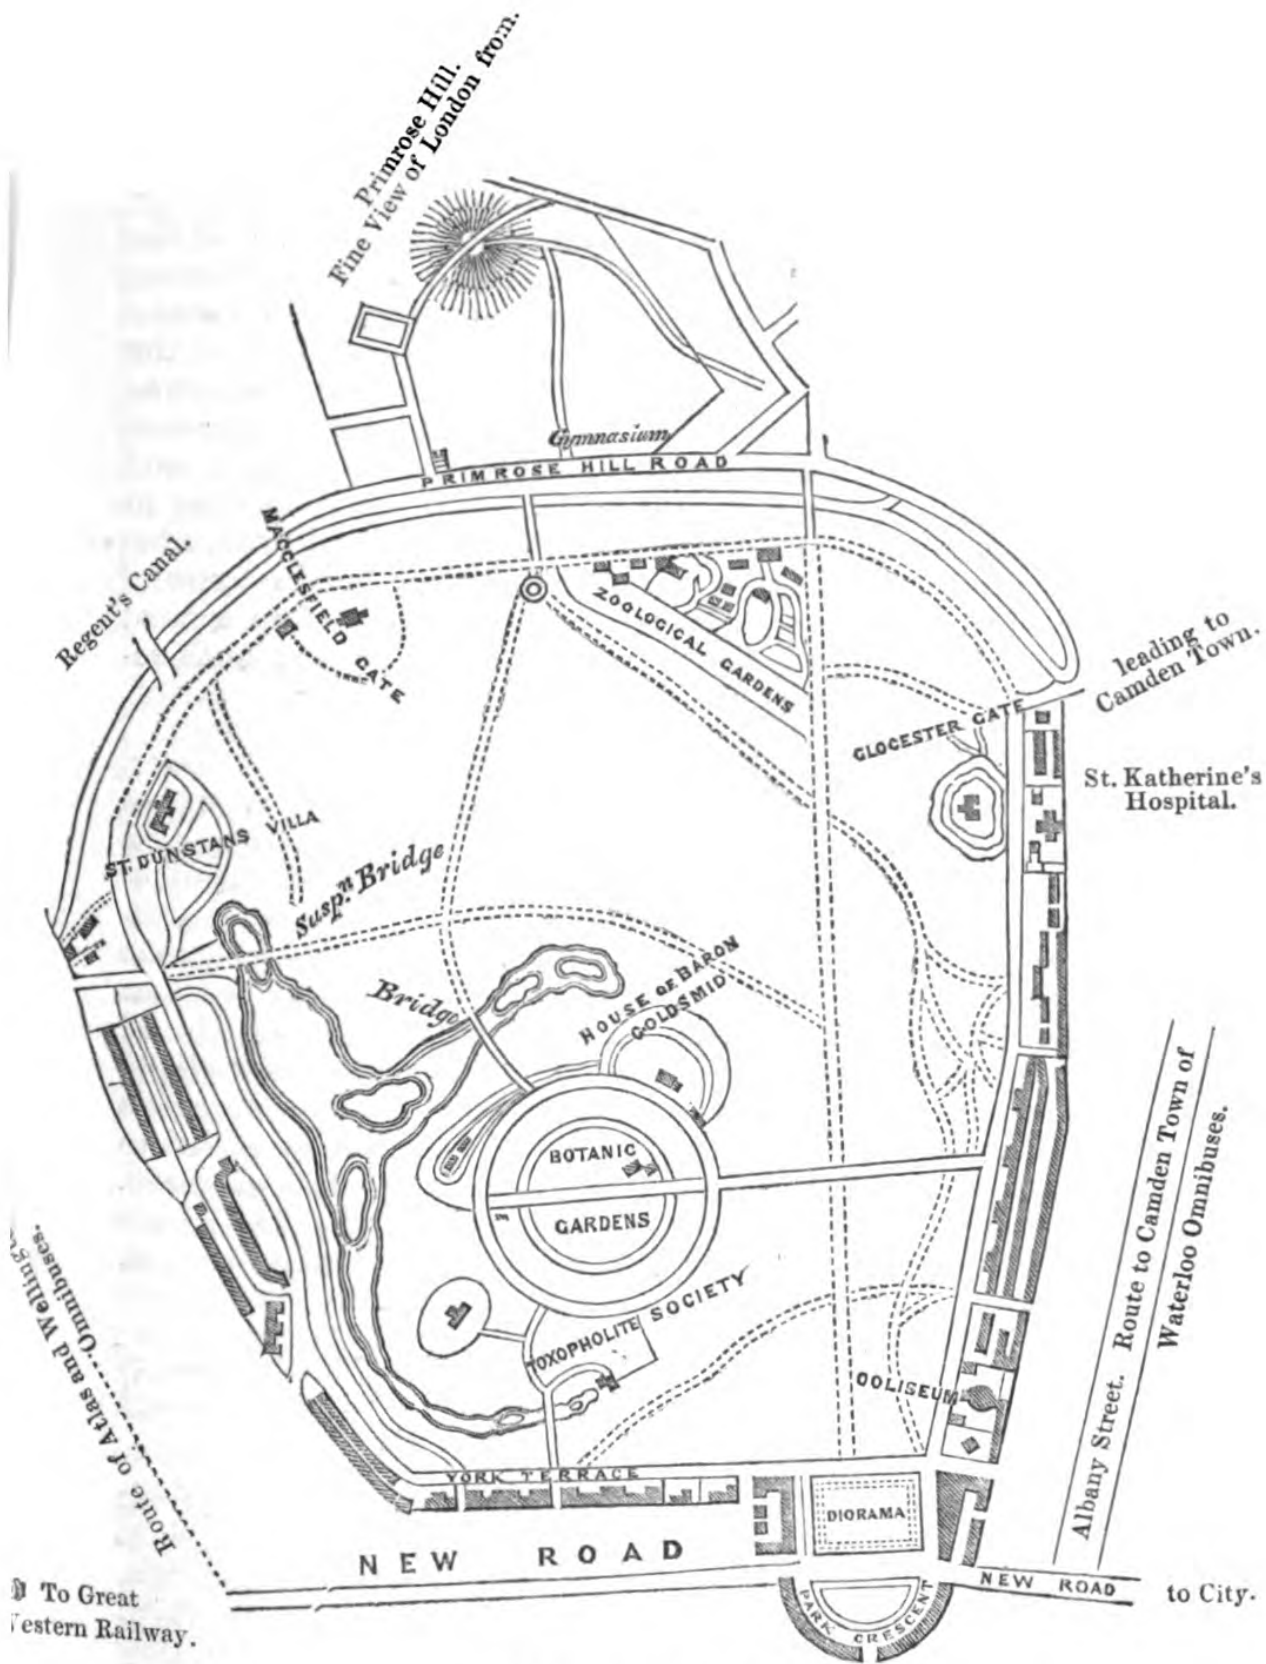 Primrose Hill.
Fine View of London from.
Gymnasium
PRIMROSE HILL ROAD
MACCLESFIELD GATE
Regent's Canal.
ZOOLOGICAL GARDENS
leading to
Camden Town.
GLOCESTER GATE
St. Katherine's
Hospital.
ST. DUNSTANS VILLA
Suspn. Bridge
Bridge
HOUSE OF BARON
GOLDSMID
BOTANIC
GARDENS
TOXOPHOLITE SOCIETY
COLISEUM
Albany Street. Route to Camden Town of
Waterloo Omnibuses.
Route of Atlas and
Omnibuses.
YORK TERRACE
DIORAMA
NEW ROAD
NEW ROAD
to City.
PARK CRESCENT
To Great
Western Railway.